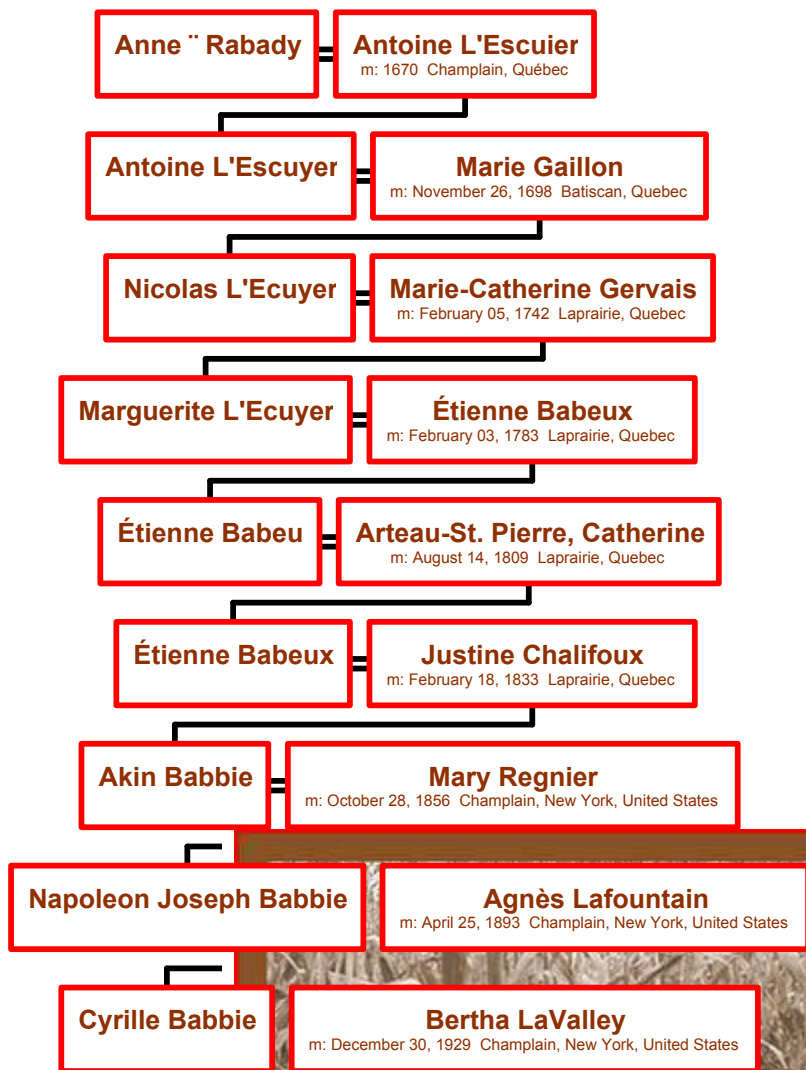 Anne ¨ Rabady
Antoine L'Escuier
m: 1670 Champlain, Québec
Antoine L'Escuyer
Marie Gaillon
m: November 26, 1698 Batiscan, Quebec
Nicolas L'Ecuyer
Marie-Catherine Gervais
m: February 05, 1742 Laprairie, Quebec
Marguerite L'Ecuyer
Étienne Babeux
m: February 03, 1783 Laprairie, Quebec
Étienne Babeu
Arteau-St. Pierre, Catherine
m: August 14, 1809 Laprairie, Quebec
Étienne Babeux
Justine Chalifoux
m: February 18, 1833 Laprairie, Quebec
Akin Babbie
Mary Regnier
m: October 28, 1856 Champlain, New York, United States
Napoleon Joseph Babbie
Agnès Lafountain
m: April 25, 1893 Champlain, New York, United States
Cyrille Babbie
Bertha LaValley
m: December 30, 1929 Champlain, New York, United States